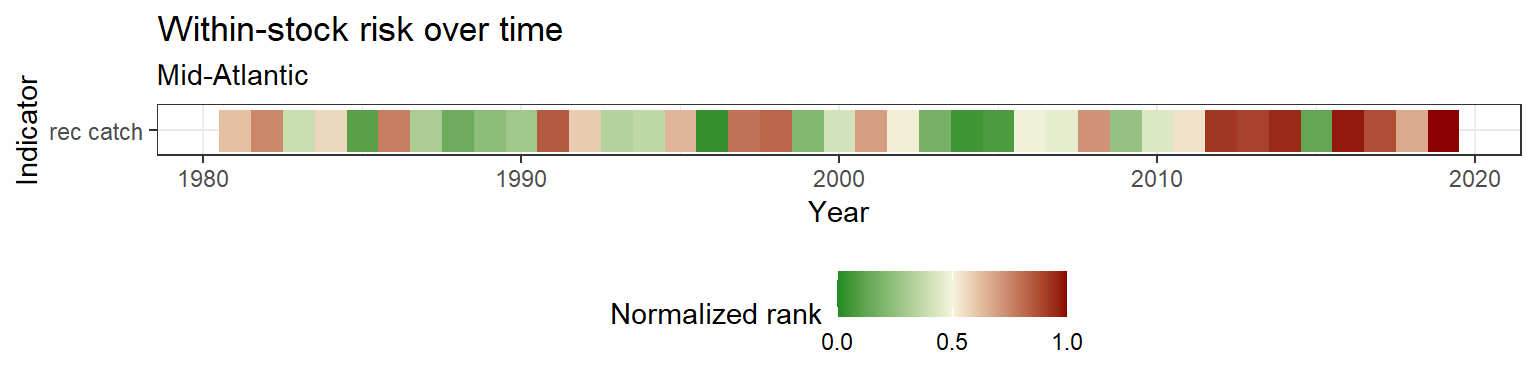 Within-stock risk over time
Mid-Atlantic
Indicator
rec catch
1980 1990 2000 2010 2020
Year
Normalized rank
0.0 0.5 1.0